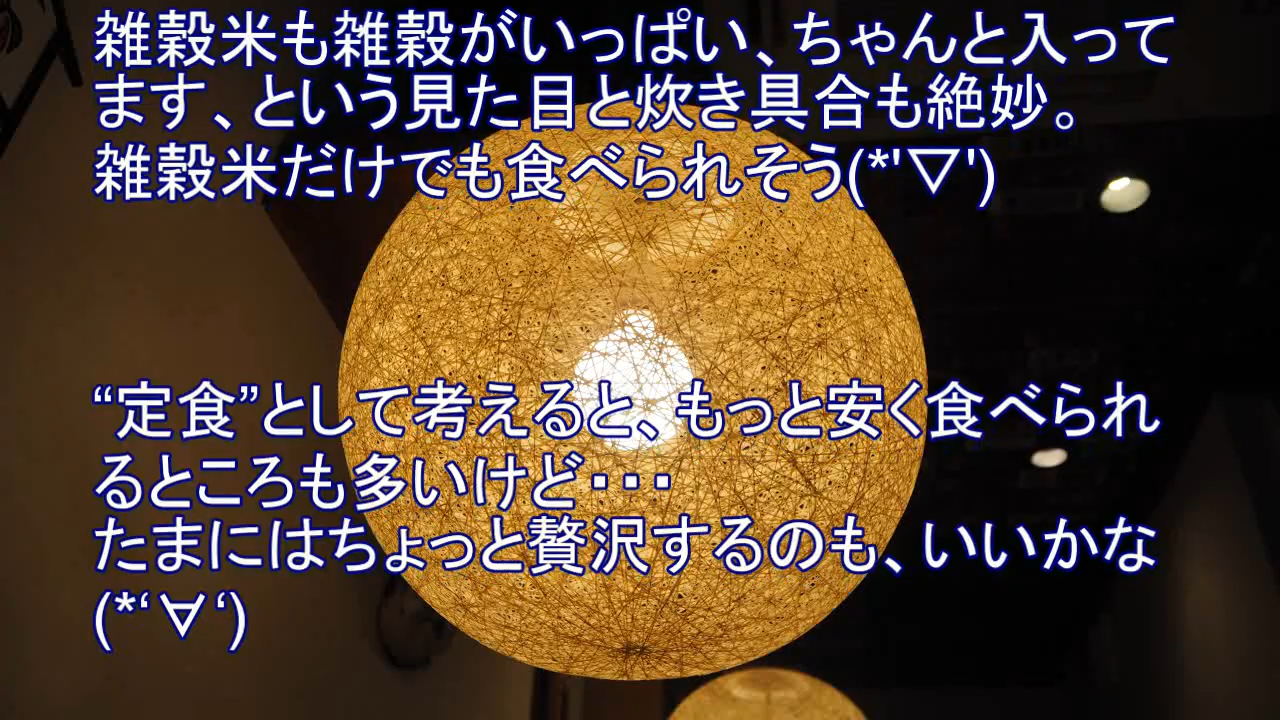 雑穀米も雑穀がいっぱい、ちゃんと入って
ます、という見た目と炊き具合も絶妙。
雑穀米だけでも食べられそう(*'▽')
“定食”として考えると、もっと安く食べられ
るところも多いけど・・・
たまにはちょっと贅沢するのも、いいかな
(*‘∀‘)